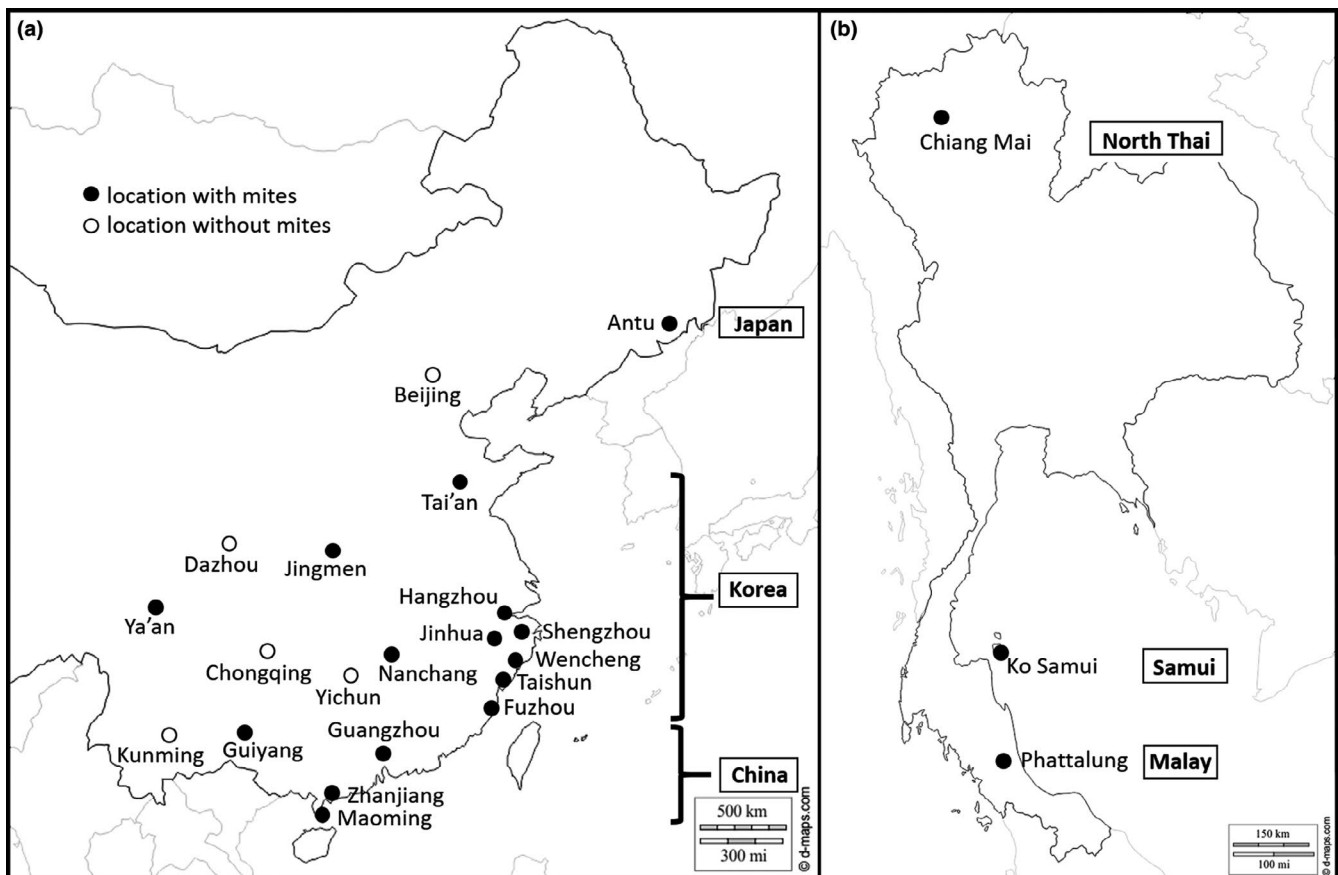 (a)
location with mites
location without mites
Antu
Japan
Beijing
Tai'an
Dazhou
Jingmen
Korea
Hangzhou
Ya'an
Jinhua
Shengzhou
Chongqing
Nanchang
Wencheng
Yichun
Taishun
Fuzhou
Guangzhou
Kunming
Guiyang
China
Zhanjiang
Maoming
500 km
300 mi
© d-maps.com
(b)
Chiang Mai
North Thai
Ko Samui
Samui
Phattalung
Malay
150 km
100 mi
© d-maps.com